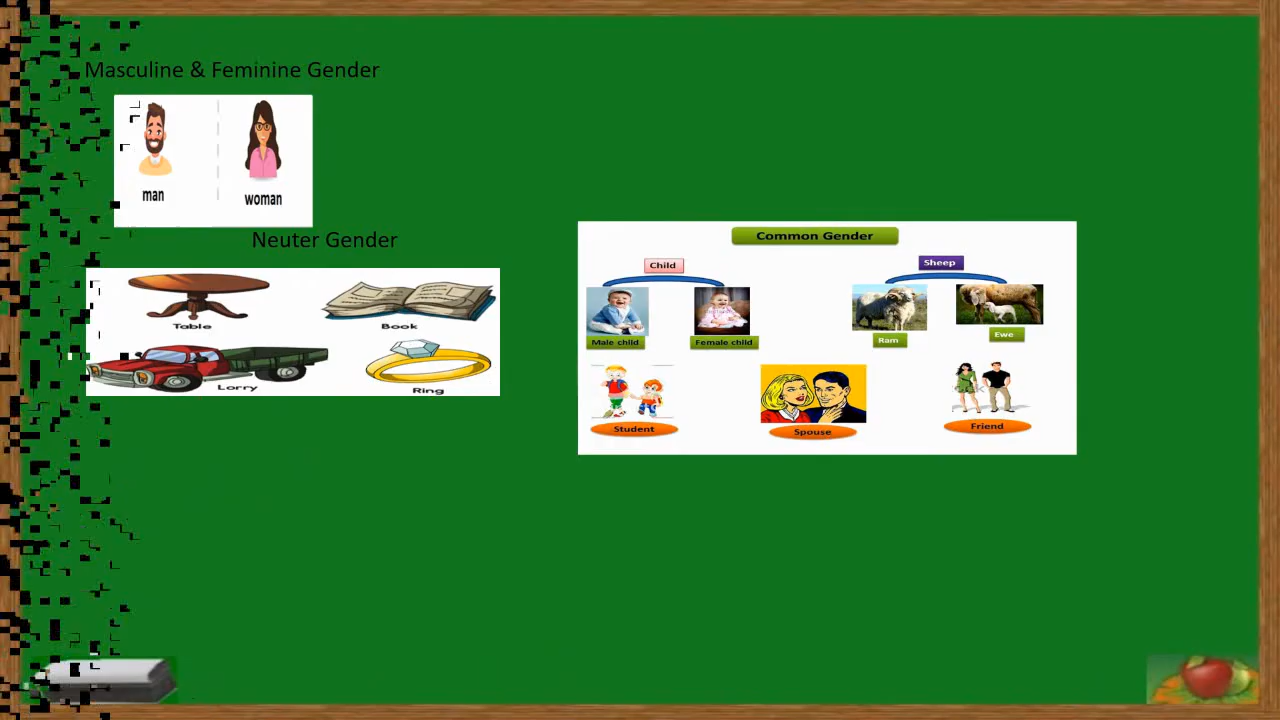 Masculine & Feminine Gender
man woman
Neuter Gender
Table Book
Lorry Ring
Common Gender
Child Sheep
Male child Female child Ram Ewe
Student Spouse Friend